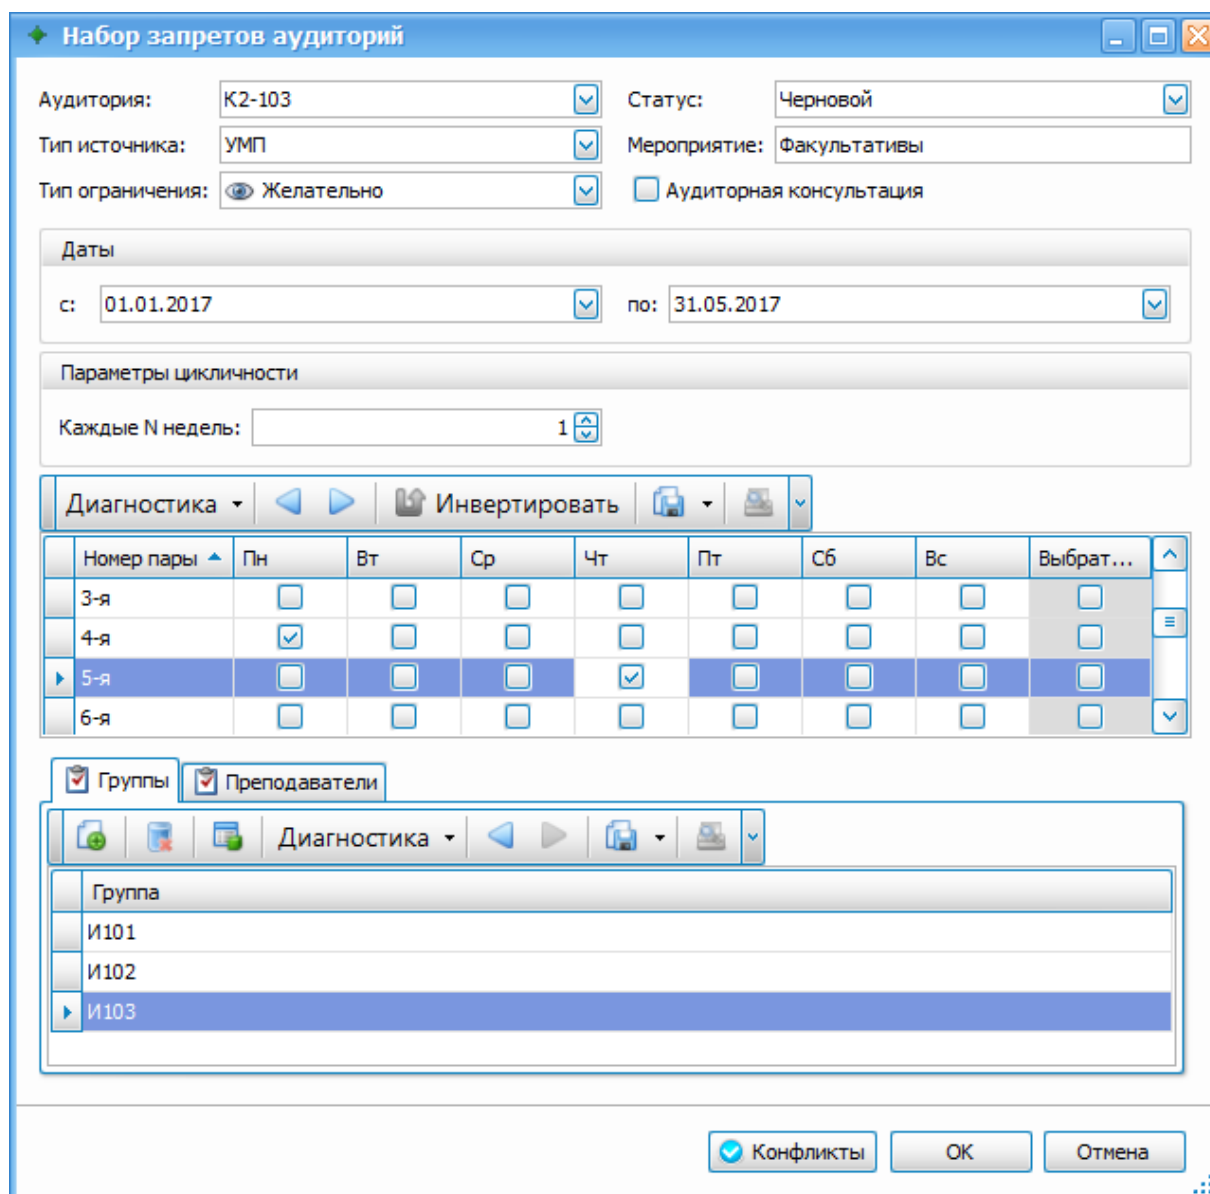 Набор запретов аудиторий
Аудитория: К2-103 Статус: Черновой
Тип источника: УМП Мероприятие: Факультативы
Тип ограничения: Желательно Аудиторная консультация
Даты
с: 01.01.2017 по: 31.05.2017
Параметры цикличности
Каждые N недель: 1
Диагностика Инвертировать
Номер пары Пн Вт Ср Чт Пт Сб Вс Выбрат...
3-я
4-я
5-я
6-я
Группы Преподаватели
Диагностика
Группа
И101
И102
И103
Конфликты ОК Отмена